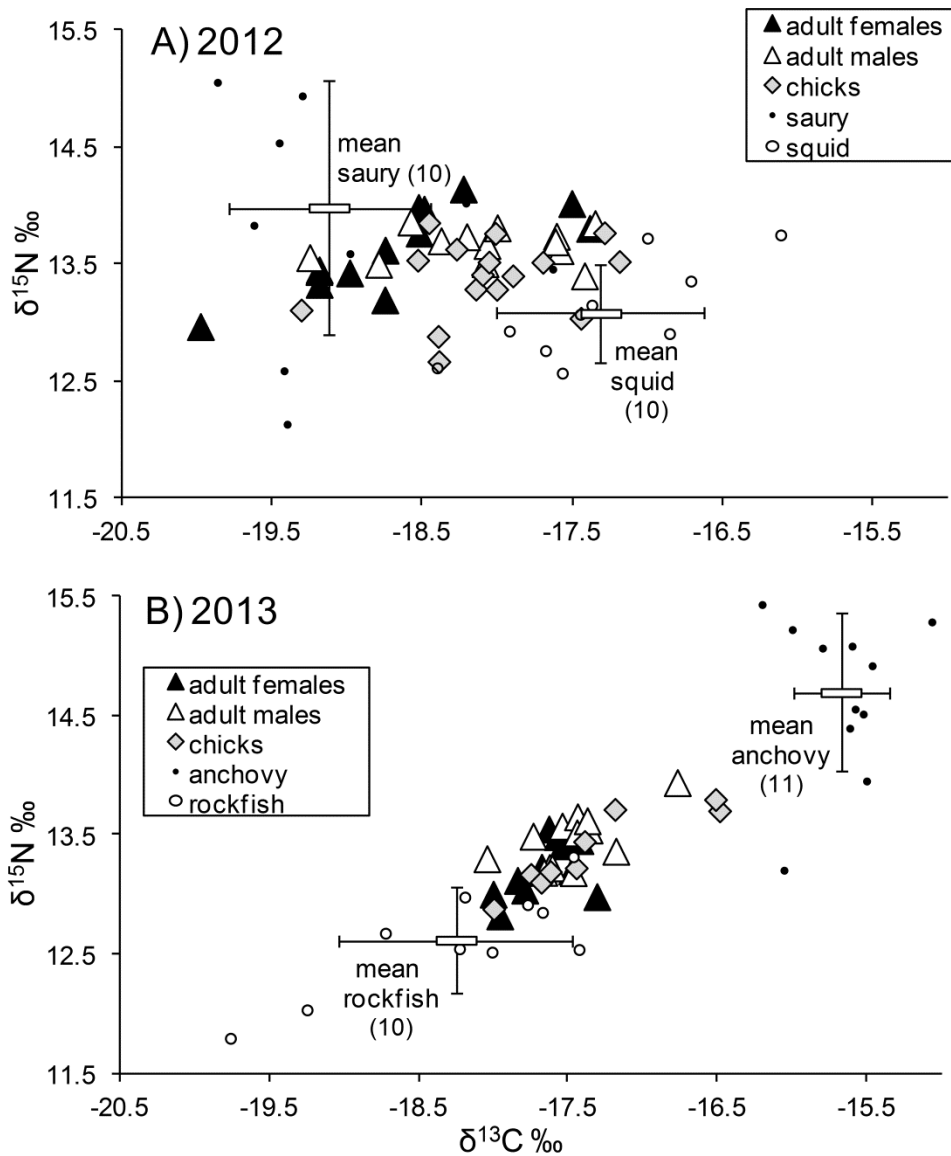 A) 2012
adult females
adult males
chicks
saury
squid
15.5
14.5
13.5
12.5
11.5
δ¹⁵N ‰
mean
saury (10)
mean
squid
(10)
-20.5 -19.5 -18.5 -17.5 -16.5 -15.5
B) 2013
adult females
adult males
chicks
anchovy
rockfish
15.5
14.5
13.5
12.5
11.5
δ¹⁵N ‰
mean
anchovy
(11)
mean
rockfish
(10)
-20.5 -19.5 -18.5 -17.5 -16.5 -15.5
δ¹³C ‰